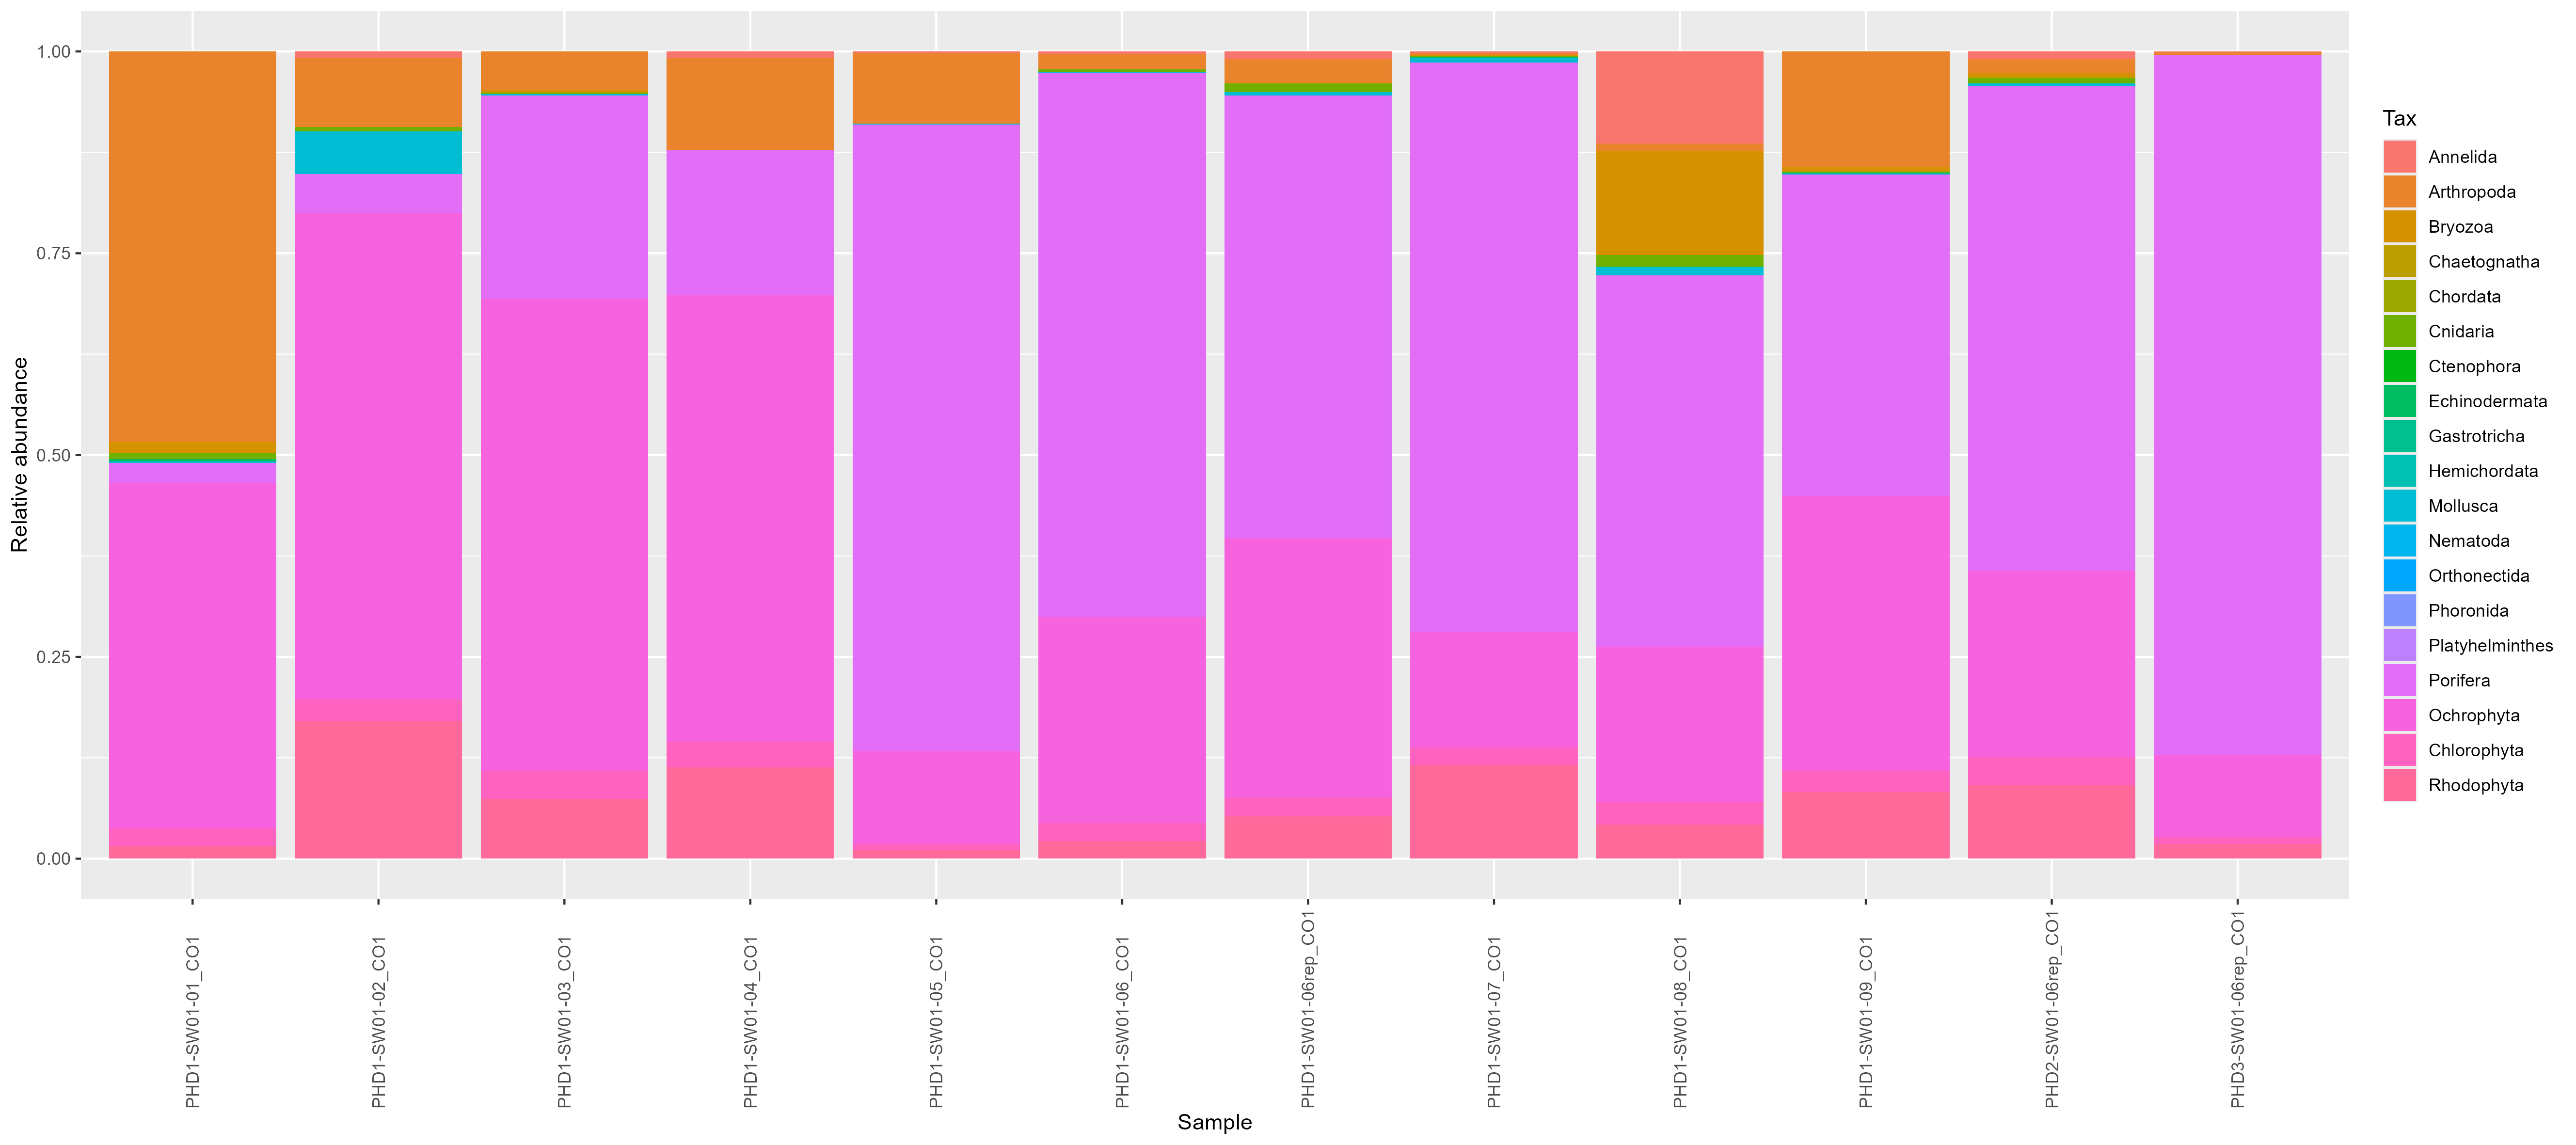 Relative abundance
1.00
0.75
0.50
0.25
0.00
PHD1-SW01-01_CO1
PHD1-SW01-02_CO1
PHD1-SW01-03_CO1
PHD1-SW01-04_CO1
PHD1-SW01-05_CO1
PHD1-SW01-06_CO1
PHD1-SW01-06rep_CO1
PHD1-SW01-07_CO1
PHD1-SW01-08_CO1
PHD1-SW01-09_CO1
PHD2-SW01-06rep_CO1
PHD3-SW01-06rep_CO1
Sample
Tax
Annelida
Arthropoda
Bryozoa
Chaetognatha
Chordata
Cnidaria
Ctenophora
Echinodermata
Gastrotricha
Hemichordata
Mollusca
Nematoda
Orthonectida
Phoronida
Platyhelminthes
Porifera
Ochrophyta
Chlorophyta
Rhodophyta